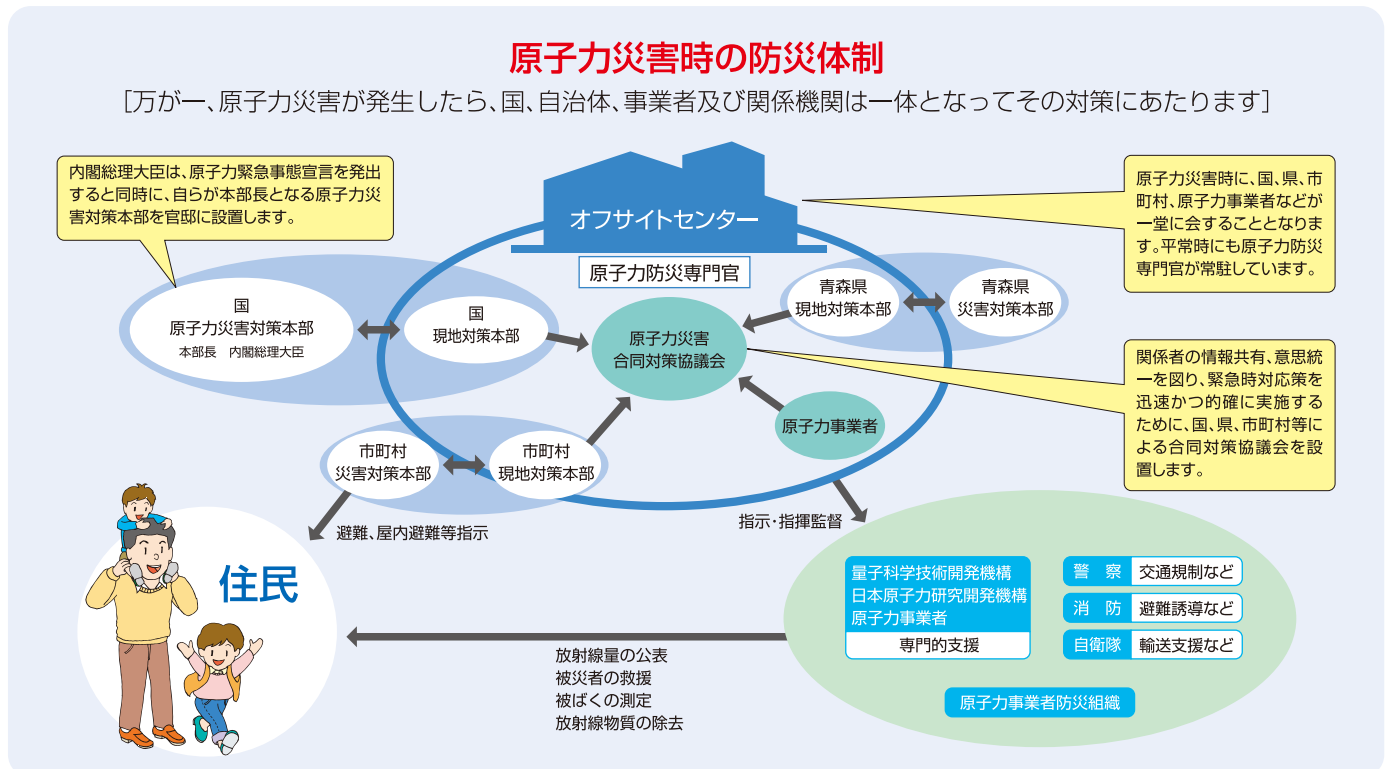 原子力災害時の防災体制
［万が一、原子力災害が発生したら、国、自治体、事業者及び関係機関は一体となってその対策にあたります］
内閣総理大臣は、原子力緊急事態宣言を発出
すると同時に、自らが本部長となる原子力災
害対策本部を官邸に設置します。
オフサイトセンター
原子力防災専門官
原子力災害時に、国、県、市
町村、原子力事業者などが
一堂に会することとなりま
す。平常時にも原子力防災
専門官が常駐しています。
国
原子力災害対策本部
本部長　内閣総理大臣
国
現地対策本部
原子力災害
合同対策協議会
青森県
現地対策本部
青森県
災害対策本部
関係者の情報共有、意思統
一を図り、緊急時対応策を
迅速かつ的確に実施する
ために、国、県、市町村等に
よる合同対策協議会を設
置します。
原子力事業者
市町村
災害対策本部
市町村
現地対策本部
避難、屋内避難等指示
指示・指揮監督
住民
量子科学技術開発機構
日本原子力研究開発機構
原子力事業者
専門的支援
警　察　交通規制など
消　防　避難誘導など
自衛隊　輸送支援など
原子力事業者防災組織
放射線量の公表
被災者の救援
被ばくの測定
放射線物質の除去